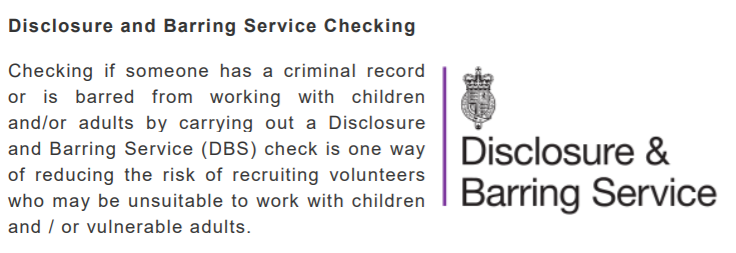 Disclosure and Barring Service Checking
Checking if someone has a criminal record
or is barred from working with children
and/or adults by carrying out a Disclosure
and Barring Service (DBS) check is one way
of reducing the risk of recruiting volunteers
who may be unsuitable to work with children
and / or vulnerable adults.
Disclosure &
Barring Service